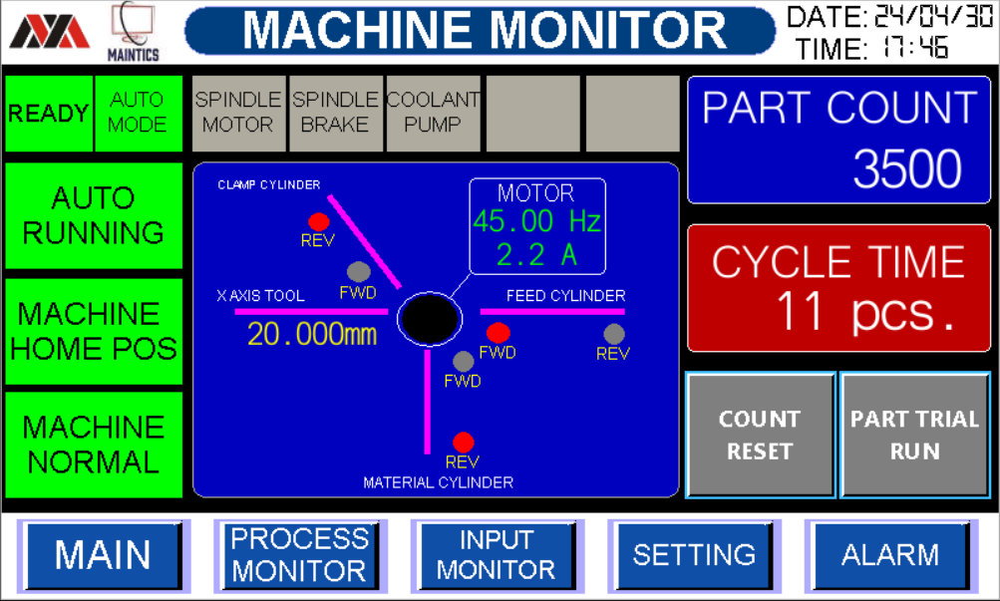 MAINTICS
MACHINE MONITOR
DATE: 24/04/30
TIME: 17:46
READY
AUTO
MODE
SPINDLE
MOTOR
SPINDLE
BRAKE
COOLANT
PUMP
PART COUNT
3500
AUTO
RUNNING
CLAMP CYLINDER
REV
FWD
MOTOR
45.00 Hz
2.2 A
X AXIS TOOL
20.000mm
FEED CYLINDER
FWD
REV
FWD
REV
MATERIAL CYLINDER
CYCLE TIME
11 pcs.
MACHINE
HOME POS
MACHINE
NORMAL
COUNT
RESET
PART TRIAL
RUN
MAIN
PROCESS
MONITOR
INPUT
MONITOR
SETTING
ALARM